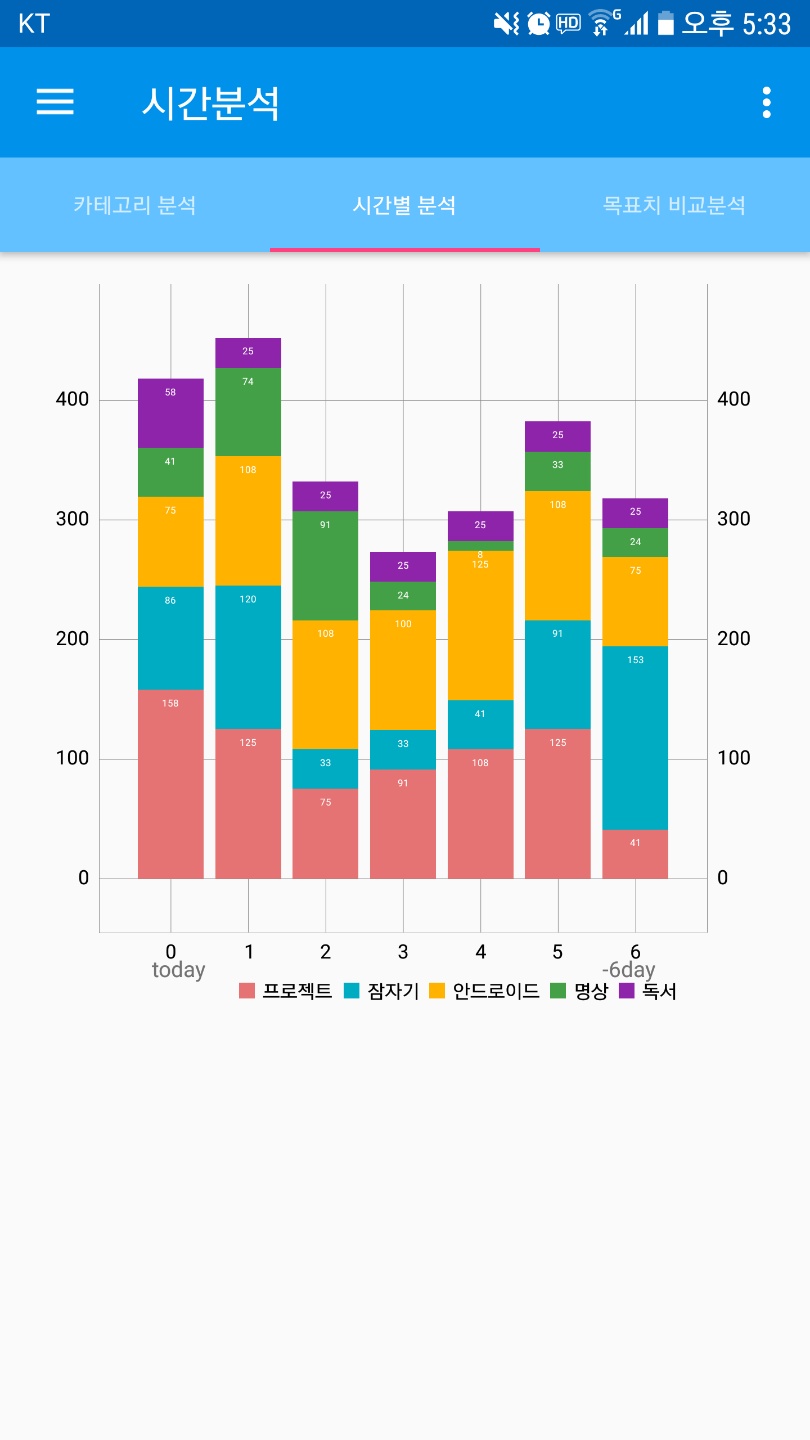 KT HD G 오후 5:33
시간분석
카테고리 분석 시간별 분석 목표치 비교분석
25
58 74
400 400
41 108 25
75 25 33
300 91 25 108 25 300
25 8 24
86 120 24 125 75
200 108 100 91 153 200
158 41
125 33 33 125
100 75 91 108 100
41
0 0
0 1 2 3 4 5 6
today -6day
프로젝트 잠자기 안드로이드 명상 독서